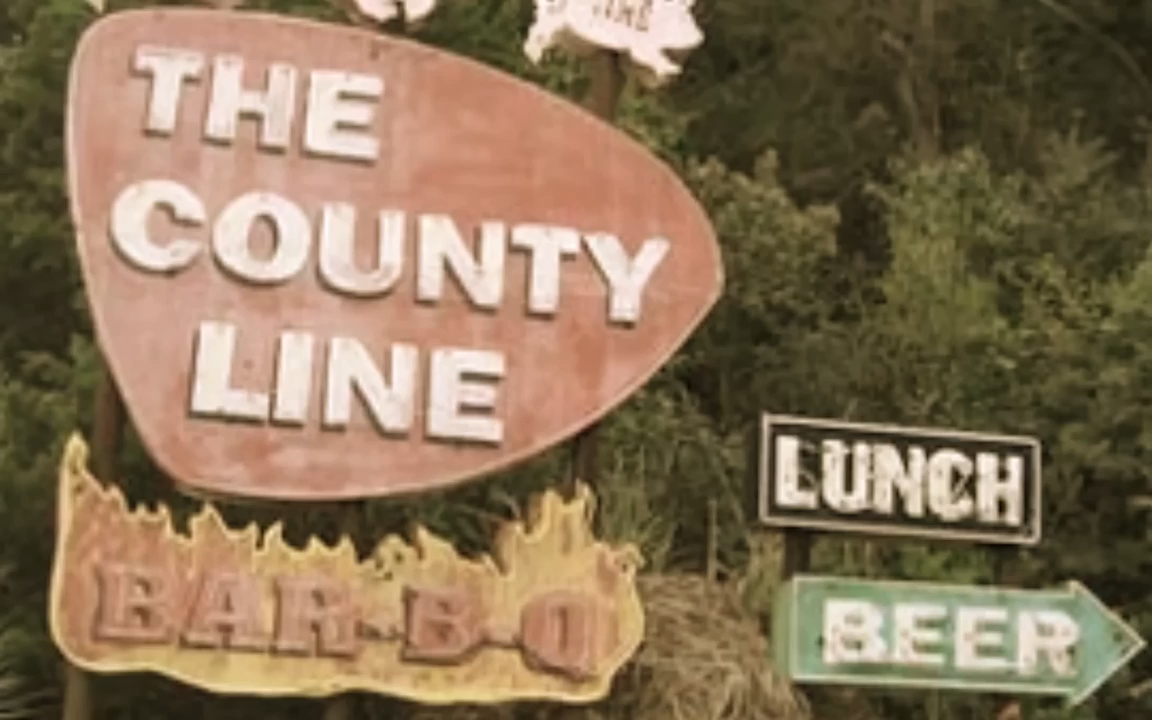 THE
COUNTY
LINE
BAR-B-Q
LUNCH
BEER